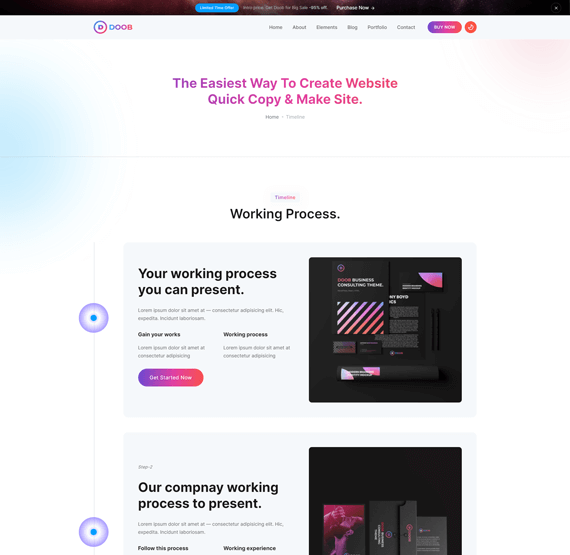 Limited Time Offer
Intro price. Get Doob for Big Sale -95% off.
Purchase Now →
DOOB
Home
About
Elements
Blog
Portfolio
Contact
BUY NOW
The Easiest Way To Create Website
Quick Copy & Make Site.
Home
Timeline
Timeline
Working Process.
Your working process
you can present.
Lorem ipsum dolor sit amet at — consectetur adipisicing elit. Hic,
expedita. Incidunt laboriosam.
Gain your works
Working process
Lorem ipsum dolor sit amet at
consectetur adipisicing
Lorem ipsum dolor sit amet at
consectetur adipisicing
Get Started Now
DOOB BUSINESS
CONSULTING THEME.
Step-2
Our compnay working
process to present.
Lorem ipsum dolor sit amet at — consectetur adipisicing elit. Hic,
expedita. Incidunt laboriosam.
Follow this process
Working experience